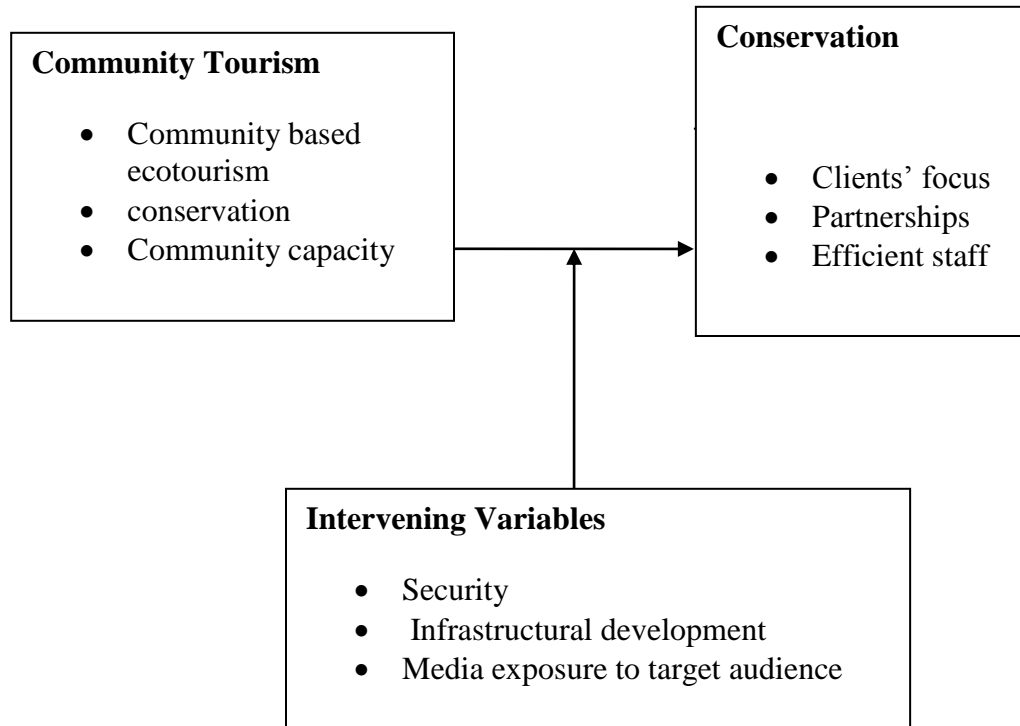 Community Tourism
• Community based
ecotourism
• conservation
• Community capacity
Conservation
• Clients’ focus
• Partnerships
• Efficient staff
Intervening Variables
• Security
• Infrastructural development
• Media exposure to target audience